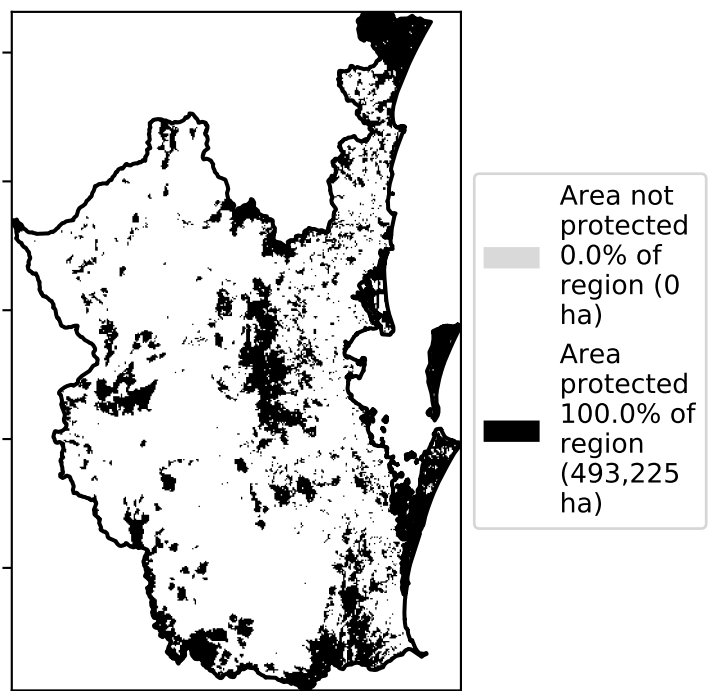 Area not
protected
0.0% of
region (0
ha)
Area
protected
100.0% of
region
(493,225
ha)